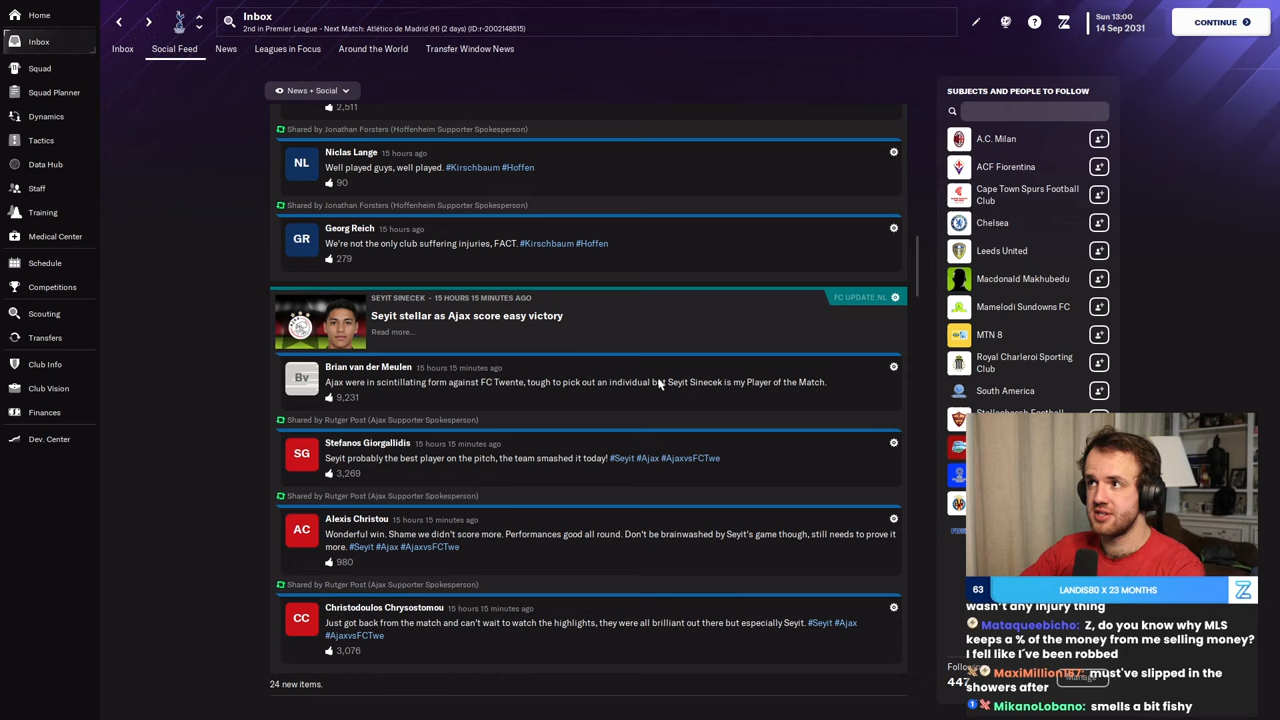 Home
Inbox
Squad
Squad Planner
Dynamics
Tactics
Data Hub
Staff
Training
Medical Center
Schedule
Competitions
Scouting
Transfers
Club Info
Club Vision
Finances
Dev. Center
Inbox
2nd in Premier League - Next Match: Atlético de Madrid (H) (2 days) (ID:r-2002148515)
Sun 13:00
14 Sep 2031
CONTINUE
Inbox
Social Feed
News
Leagues in Focus
Around the World
Transfer Window News
News + Social
2,511
Shared by Jonathan Forsters (Hoffenheim Supporter Spokesperson)
NL
Niclas Lange 15 hours ago
Well played guys, well played. #Kirschbaum #Hoffen
90
Shared by Jonathan Forsters (Hoffenheim Supporter Spokesperson)
GR
Georg Reich 15 hours ago
We're not the only club suffering injuries, FACT. #Kirschbaum #Hoffen
279
SEYIT SINECEK - 15 HOURS 15 MINUTES AGO
FC UPDATE.NL
Seyit stellar as Ajax score easy victory
Read more...
Bv
Brian van der Meulen 15 hours 15 minutes ago
Ajax were in scintillating form against FC Twente, tough to pick out an individual but Seyit Sinecek is my Player of the Match.
9,231
Shared by Rutger Post (Ajax Supporter Spokesperson)
SG
Stefanos Giorgallidis 15 hours 15 minutes ago
Seyit probably the best player on the pitch, the team smashed it today! #Seyit #Ajax #AjaxvsFCTwe
3,269
Shared by Rutger Post (Ajax Supporter Spokesperson)
AC
Alexis Christou 15 hours 15 minutes ago
Wonderful win. Shame we didn't score more. Performances good all round. Don't be brainwashed by Seyit's game though, still needs to prove it
more. #Seyit #Ajax #AjaxvsFCTwe
980
Shared by Rutger Post (Ajax Supporter Spokesperson)
CC
Christodoulos Chrysostomou 15 hours 15 minutes ago
Just got back from the match and can't wait to watch the highlights, they were all brilliant out there but especially Seyit. #Seyit #Ajax
#AjaxvsFCTwe
3,076
24 new items.
SUBJECTS AND PEOPLE TO FOLLOW
A.C. Milan
ACF Fiorentina
Cape Town Spurs Football
Club
Chelsea
Leeds United
Macdonald Makhubedu
Mamelodi Sundowns FC
MTN 8
Royal Charleroi Sporting
Club
South America
63
LANDIS80 X 23 MONTHS
wasn't any injury thing
Mataqueebicho: Z, do you know why MLS
keeps a % of the money from me selling money?
I fell like I've been robbed
447
Manage
MaxiMillion167: must've slipped in the
showers after
MikanoLobano: smells a bit fishy